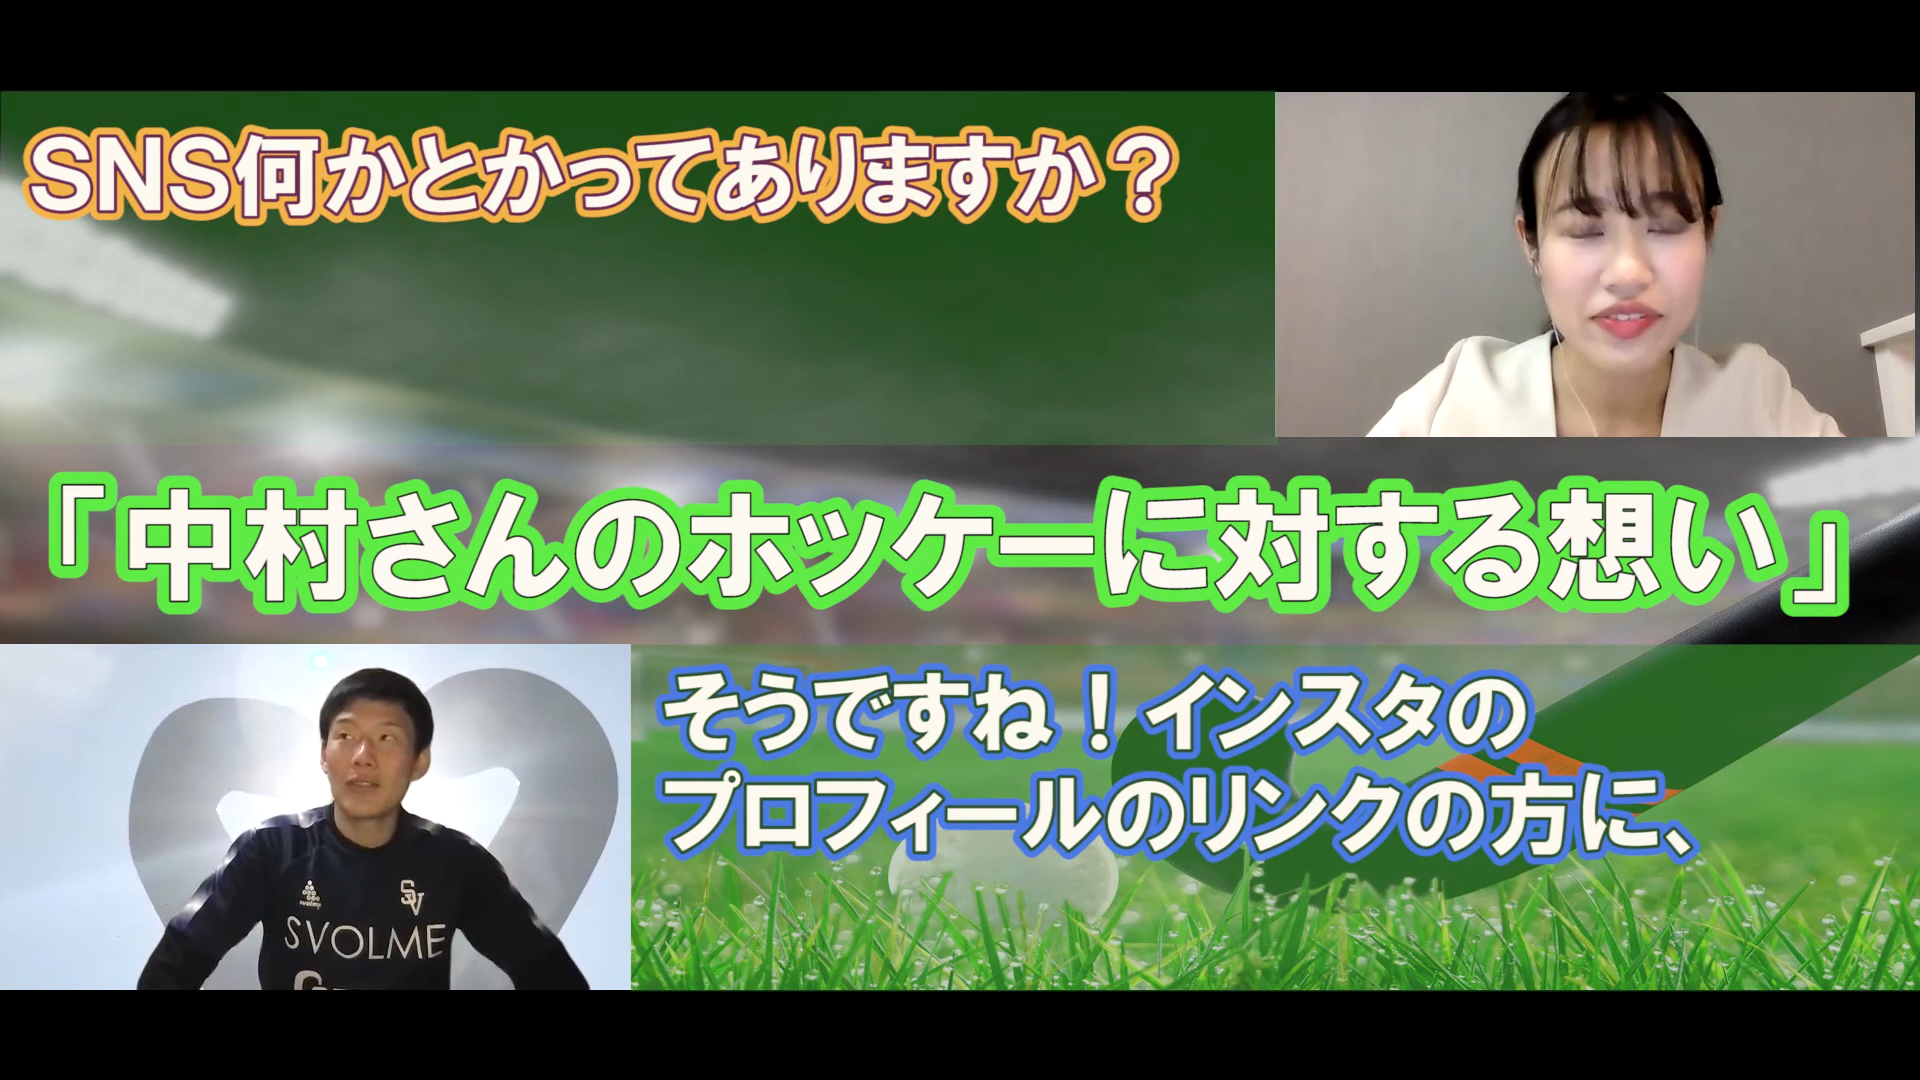 SNS何かとかってありますか？
「中村さんのホッケーに対する想い」
そうですね！インスタの
プロフィールのリンクの方に、
SV
svolme
SVOLME